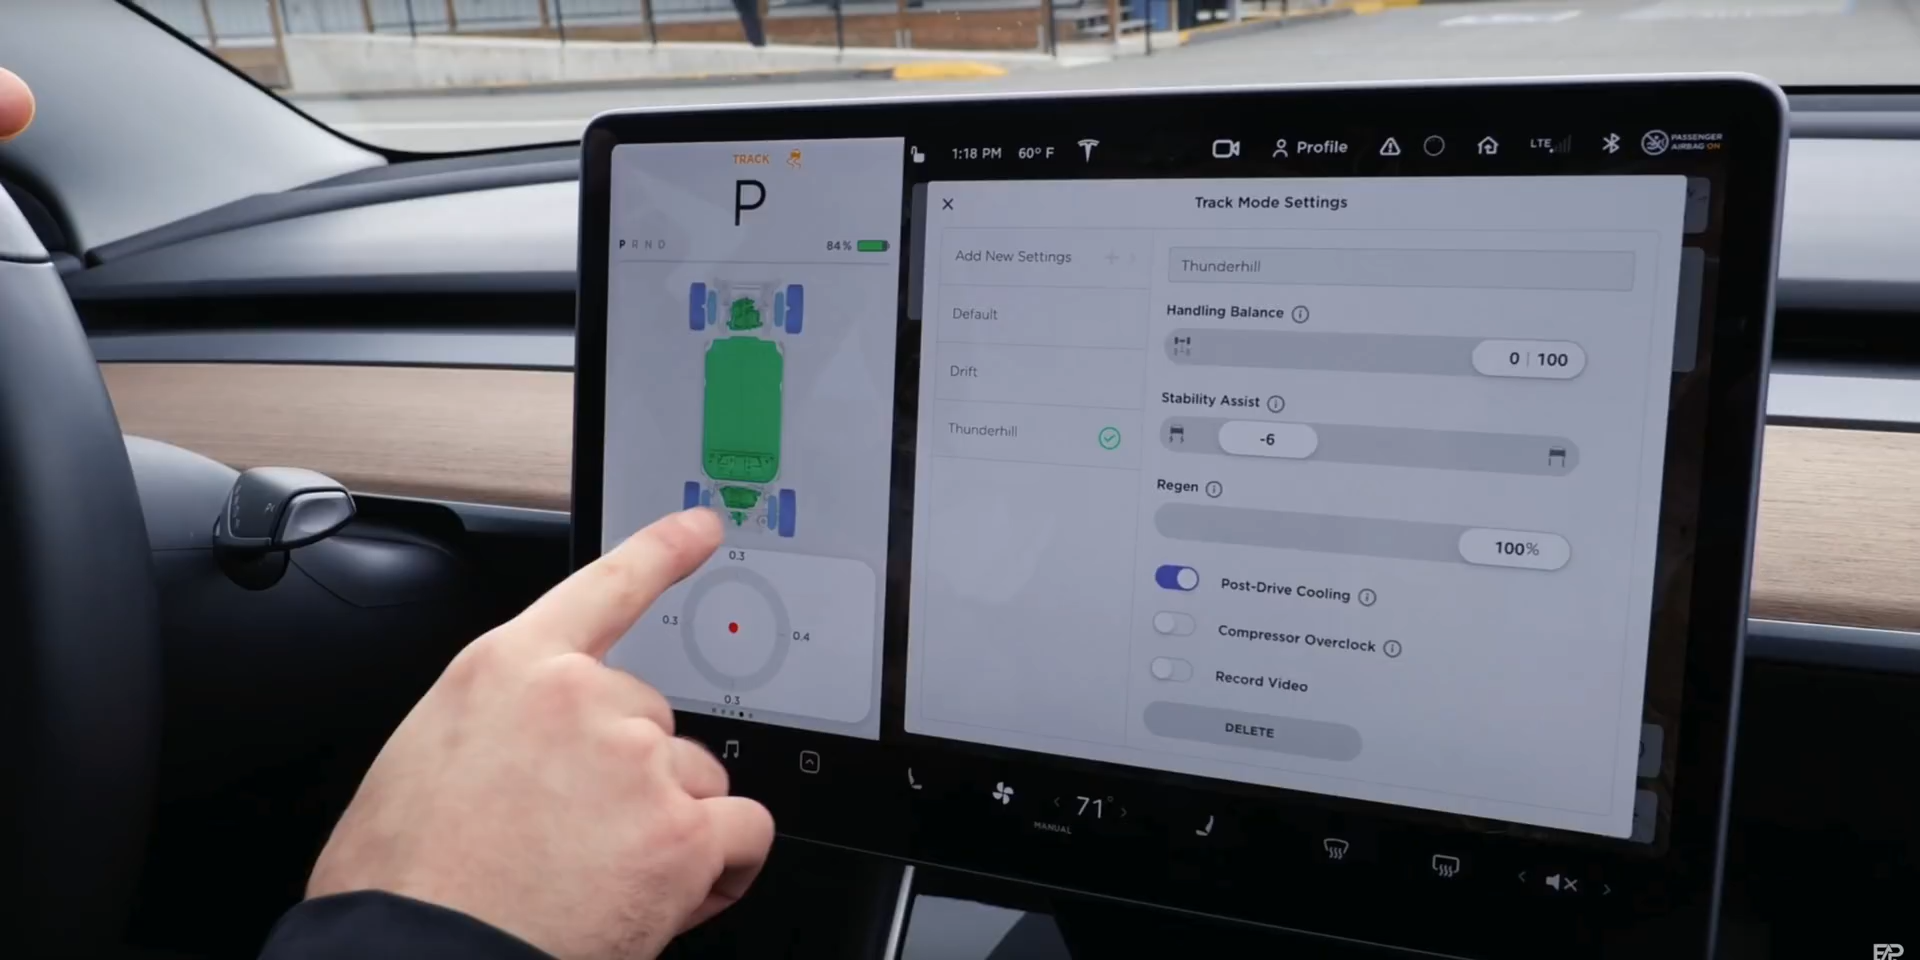 TRACK
P
P R N D
84%
0.3
0.3
0.4
0.3
1:18 PM 60° F
Profile
LTE
PASSENGER
AIRBAG ON
Track Mode Settings
Add New Settings
Default
Drift
Thunderhill
Thunderhill
Handling Balance
0 | 100
Stability Assist
-6
Regen
100%
Post-Drive Cooling
Compressor Overclock
Record Video
DELETE
71°
MANUAL